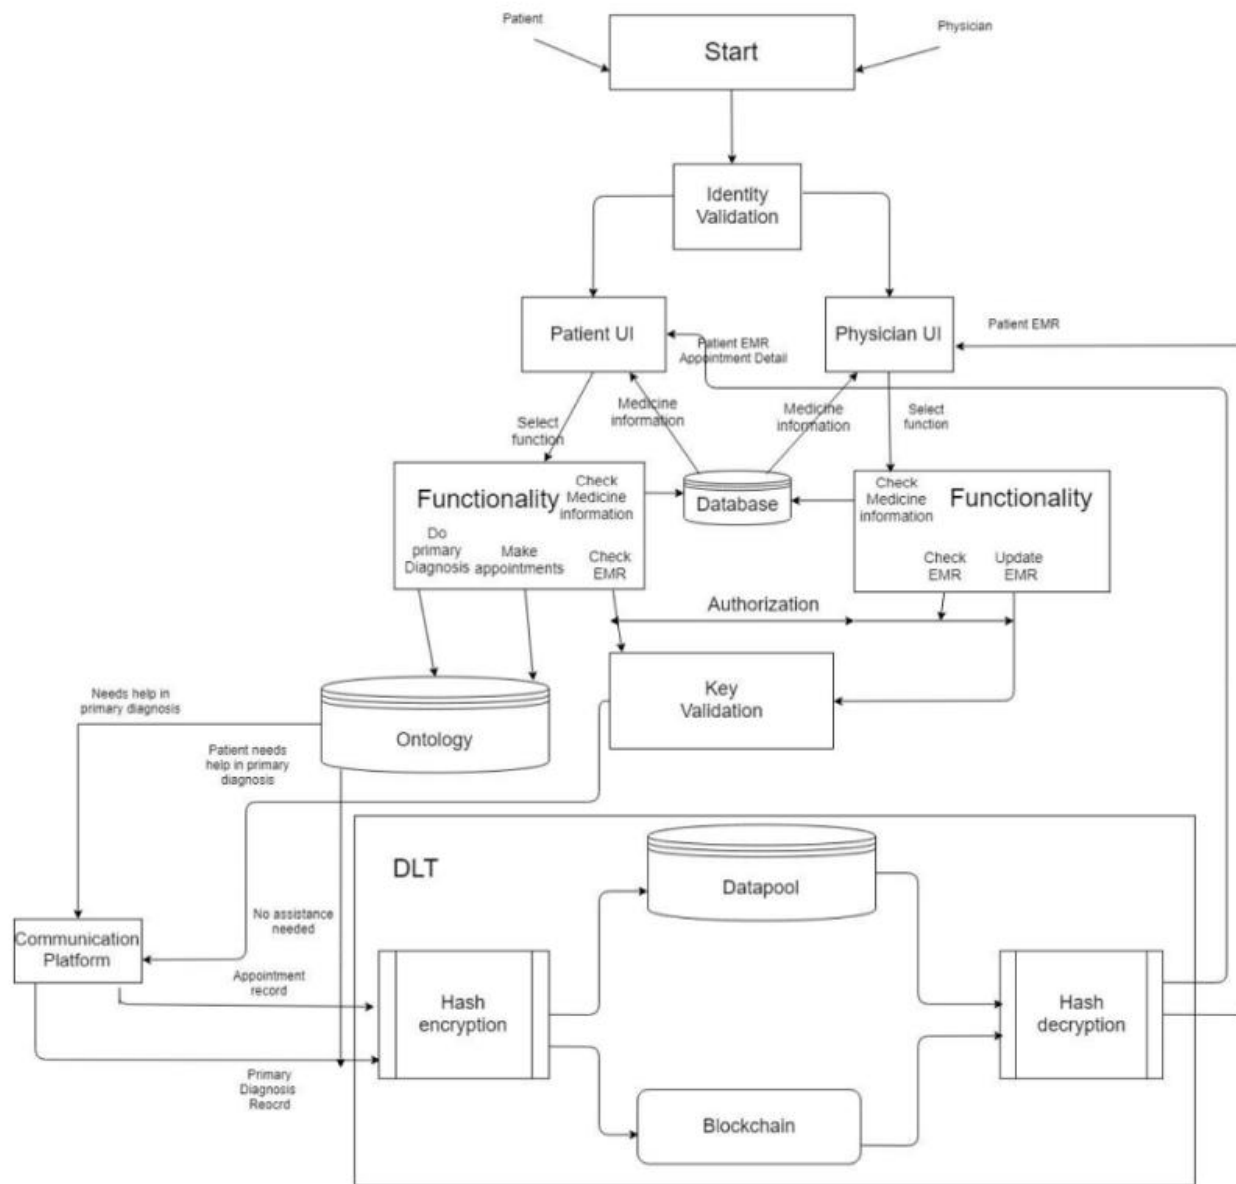 Patient
Physician
Start
Identity
Validation
Patient UI
Physician UI
Patient EMR
Patient EMR
Appointment Detail
Select
function
Medicine
information
Medicine
information
Select
function
Functionality
Check
Medicine
information
Do
primary
Diagnosis
Make
appointments
Check
EMR
Database
Check
Medicine
information
Functionality
Check
EMR
Update
EMR
Authorization
Key
Validation
Needs help in
primary diagnosis
Ontology
Patient needs
help in primary
diagnosis
DLT
Datapool
No assistance
needed
Communication
Platform
Appointment
record
Hash
encryption
Hash
decryption
Primary
Diagnosis
Reocrd
Blockchain